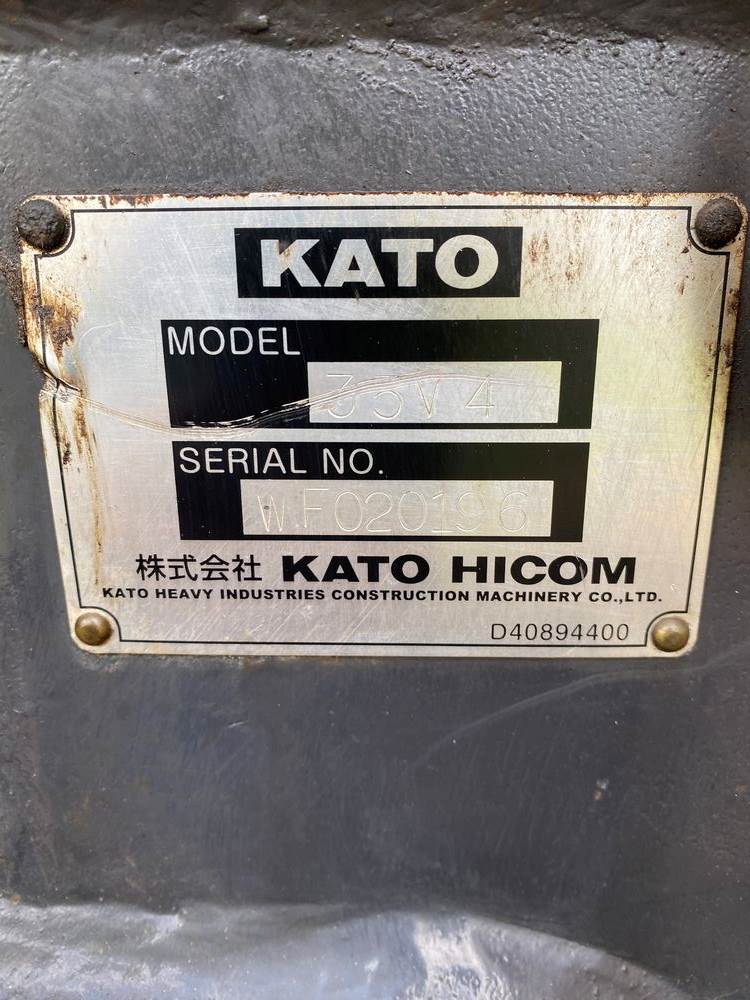 KATO
MODEL
35V4
SERIAL NO.
WF020196
株式会社 KATO HICOM
KATO HEAVY INDUSTRIES CONSTRUCTION MACHINERY CO.,LTD.
D40894400